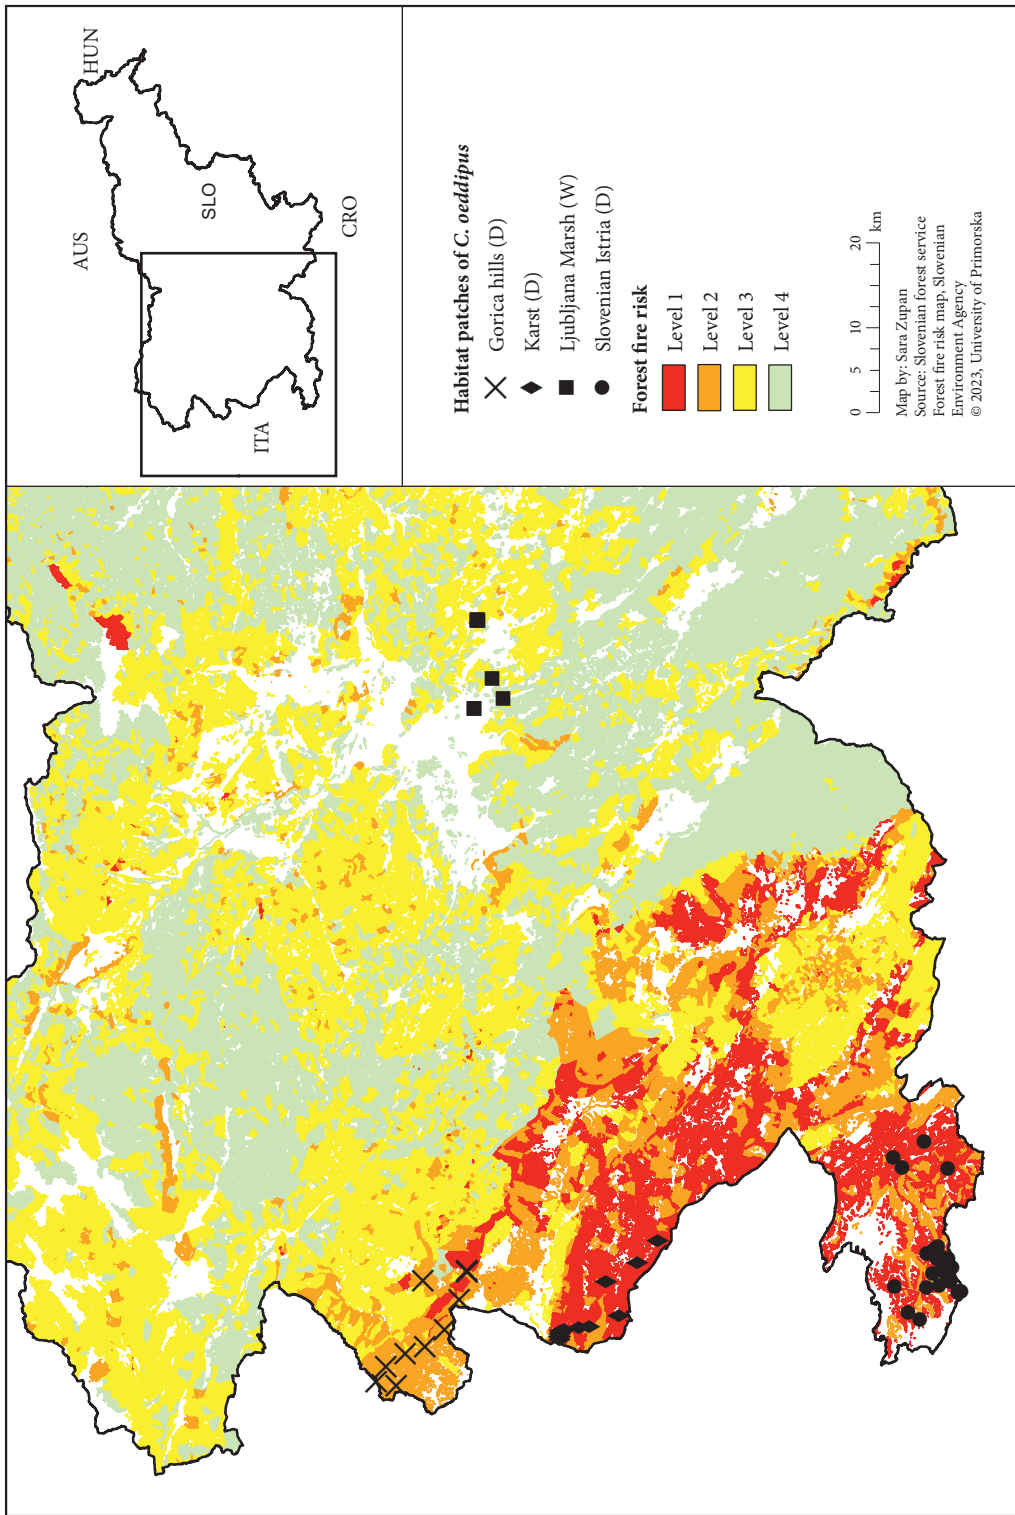 AUS
HUN
SLO
ITA
CRO
Habitat patches of C. oeddipus
Gorica hills (D)
Karst (D)
Ljubljana Marsh (W)
Slovenian Istria (D)
Forest fire risk
Level 1
Level 2
Level 3
Level 4
0 5 10 20
km
Map by: Sara Zupan
Source: Slovenian forest service
Forest fire risk map, Slovenian
Environment Agency
© 2023, University of Primorska